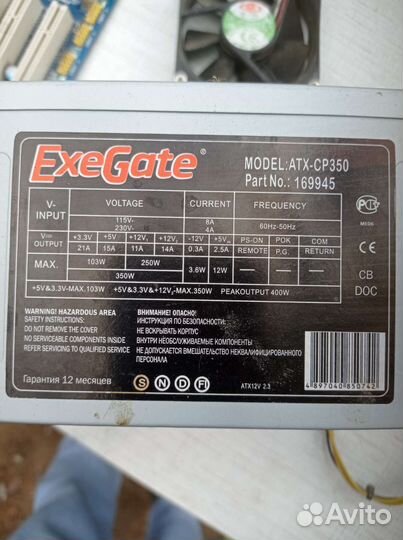 ExeGate®
MODEL:ATX-CP350
Part No.: 169945
V-INPUT VOLTAGE CURRENT FREQUENCY
115V- 8A 60Hz-50Hz
230V- 4A
OUTPUT +3.3V +5V +12V1 +12V2 -12V +5V PS-ON POK COM
21A 15A 11A 14A 0.3A 2.5A REMOTE P.G. RETURN
MAX. 103W 250W 3.6W 12W — — —
350W
+5V&3.3V-MAX.103W +5V&3.3V&+12V-MAX.350W PEAKOUTPUT 400W
CB
DOC
WARNING! HAZARDOUS AREA
SAFETY INSTRUCTIONS:
DO NOT REMOVE THE COVER
NO SERVICEABLE COMPONENTS INSIDE
REFER SERVICING TO QUALIFIED
ВНИМАНИЕ! ОПАСНО!
ИНСТРУКЦИЯ ПО БЕЗОПАСНОСТИ:
НЕ ВСКРЫВАТЬ КОРПУС
ВНУТРИ НЕОБСЛУЖИВАЕМЫЕ КОМПОНЕНТЫ
НЕ ДОПУСКАЕТСЯ ВМЕШАТЕЛЬСТВО НЕКВАЛИФИЦИРОВАННОГО
ПЕРСОНАЛА
Гарантия 12 месяцев
S N D FI
ATX12V 2.3
4897040850742
Avito